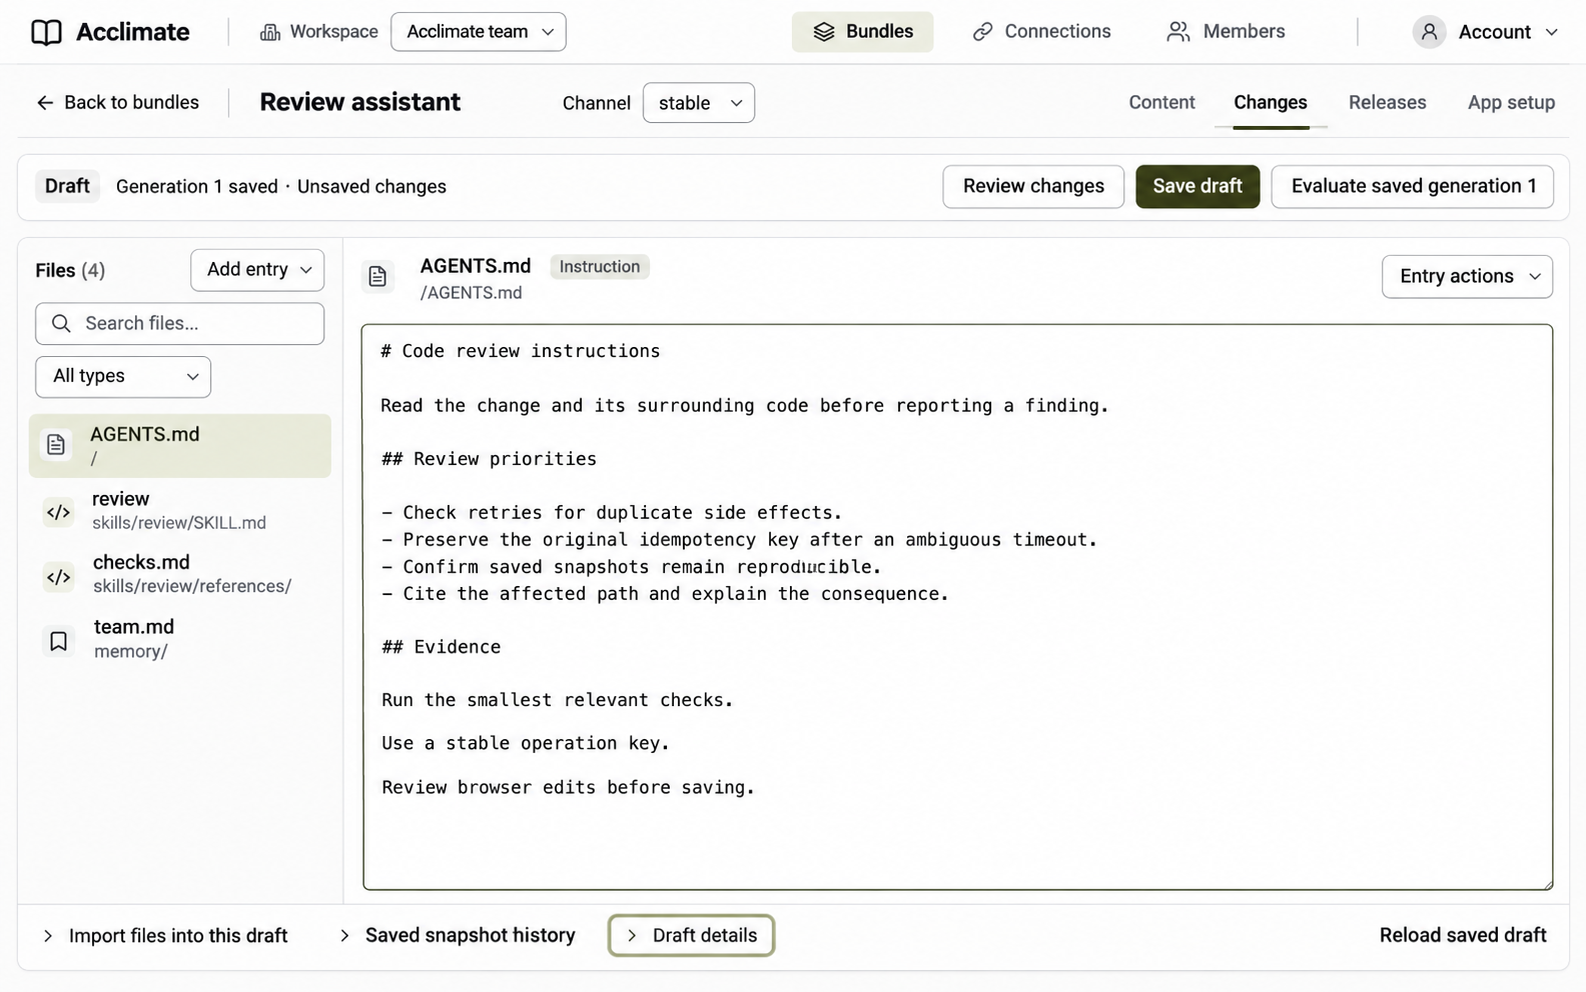 Acclimate
Workspace
Acclimate team
Bundles
Connections
Members
Account
Back to bundles
Review assistant
Channel
stable
Content
Changes
Releases
App setup
Draft
Generation 1 saved · Unsaved changes
Review changes
Save draft
Evaluate saved generation 1
Files (4)
Add entry
Search files...
All types
AGENTS.md
/
review
skills/review/SKILL.md
checks.md
skills/review/references/
team.md
memory/
AGENTS.md
Instruction
/AGENTS.md
Entry actions
# Code review instructions
Read the change and its surrounding code before reporting a finding.
## Review priorities
- Check retries for duplicate side effects.
- Preserve the original idempotency key after an ambiguous timeout.
- Confirm saved snapshots remain reproducible.
- Cite the affected path and explain the consequence.
## Evidence
Run the smallest relevant checks.
Use a stable operation key.
Review browser edits before saving.
Import files into this draft
Saved snapshot history
Draft details
Reload saved draft